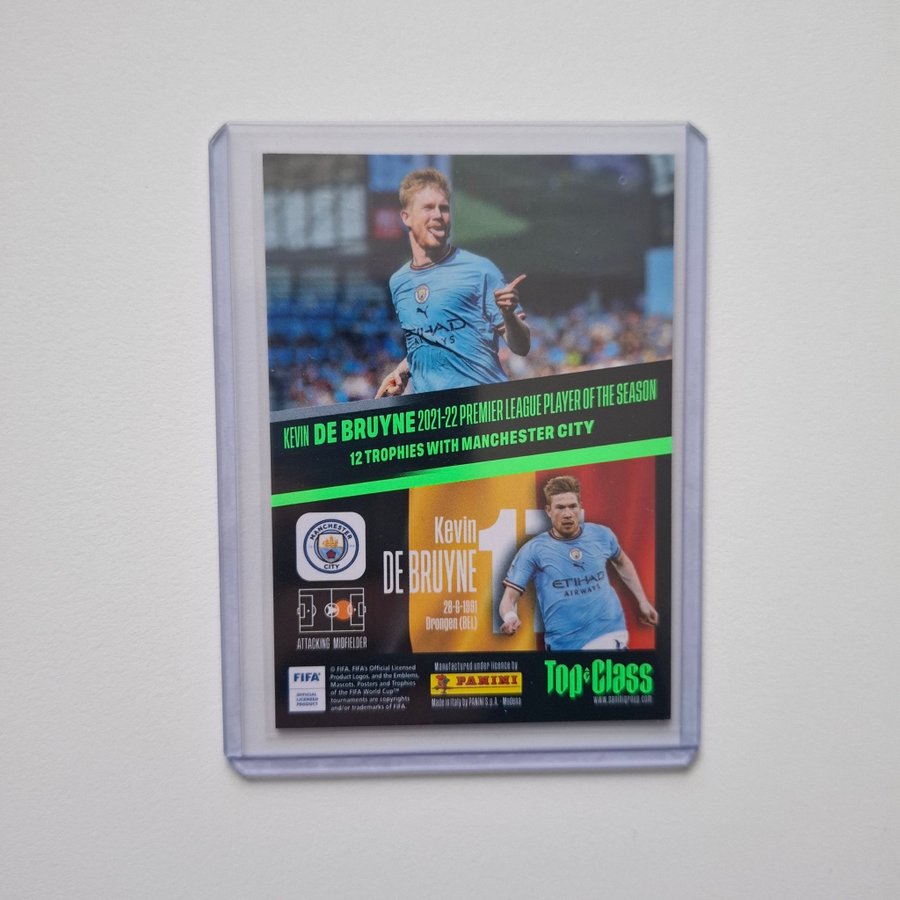 ETIHAD
AIRWAYS
KEVIN DE BRUYNE 2021-22 PREMIER LEAGUE PLAYER OF THE SEASON
12 TROPHIES WITH MANCHESTER CITY
MANCHESTER
CITY
Kevin
DE BRUYNE
28-6-1991
Drongen (BEL)
17
ETIHAD
AIRWAYS
ATTACKING MIDFIELDER
FIFA®
OFFICIAL
LICENSED
PRODUCT
© FIFA, FIFA's Official Licensed
Product Logos, and the Emblems,
Mascots, Posters and Trophies
of the FIFA World Cup™
tournaments are copyrights
and/or trademarks of FIFA.
Manufactured under licence by
PANINI
Made in Italy by PANINI S.p.A. - Modena
Top Class
www.paninigroup.com